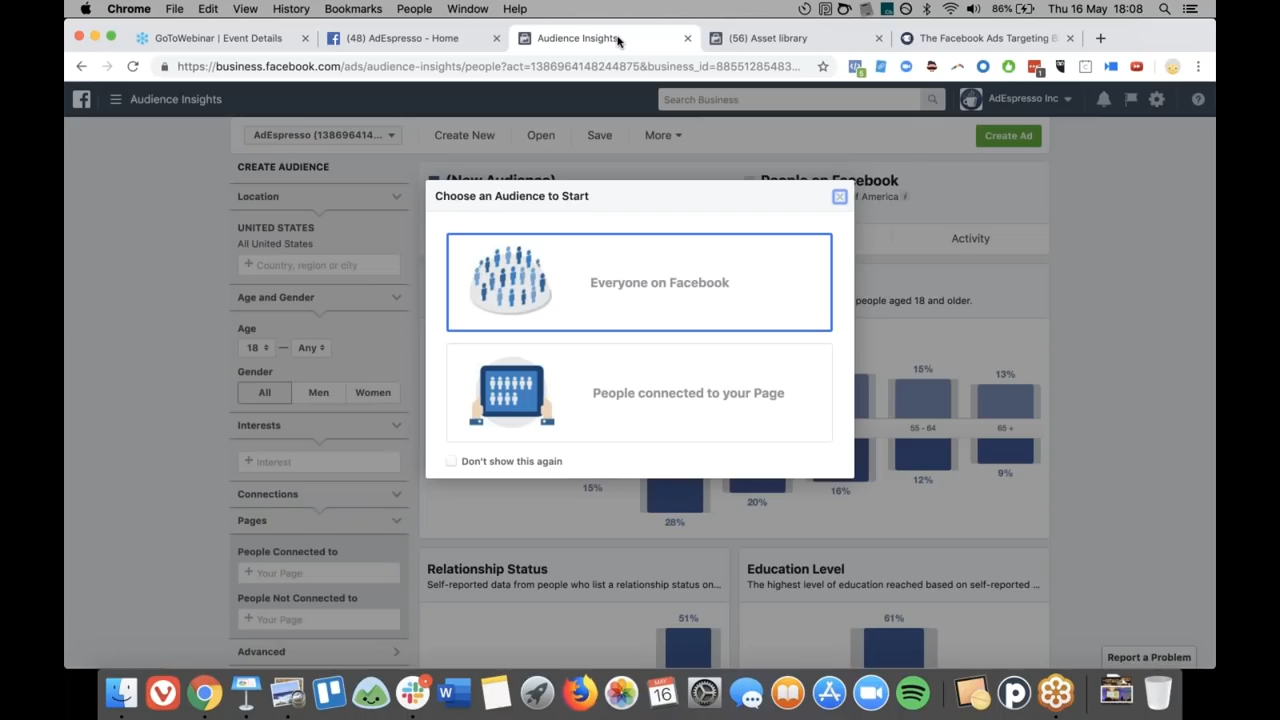 Chrome File Edit View History Bookmarks People Window Help 86% Thu 16 May 18:08
GoToWebinar | Event Details
(48) AdEspresso - Home
Audience Insights
(56) Asset library
The Facebook Ads Targeting B
https://business.facebook.com/ads/audience-insights/people?act=1386964148244875&business_id=88551285483...
Audience Insights
Search Business
AdEspresso Inc
AdEspresso (138696414...
Create New
Open
Save
More
Create Ad
CREATE AUDIENCE
Location
UNITED STATES
All United States
+ Country, region or city
Age and Gender
Age
18 — Any
Gender
All Men Women
Interests
+ Interest
Connections
Pages
People Connected to
+ Your Page
People Not Connected to
+ Your Page
Advanced
(New Audience)
People on Facebook
of America
Activity
Choose an Audience to Start
Everyone on Facebook
People connected to your Page
Don't show this again
people aged 18 and older.
15% 13%
55 - 64 65 +
15% 28% 20% 16% 12% 9%
Relationship Status
Self-reported data from people who list a relationship status on...
51%
Education Level
The highest level of education reached based on self-reported ...
61%
Report a Problem
MAY
16